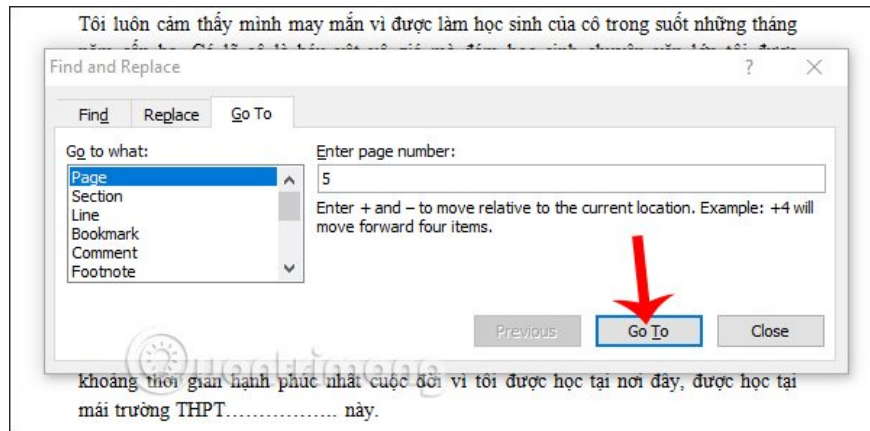 Tôi luôn cảm thấy mình may mắn vì được làm học sinh của cô trong suốt những tháng
Find and Replace
?
Find
Replace
Go To
Go to what:
Page
Section
Line
Bookmark
Comment
Footnote
Enter page number:
5
Enter + and – to move relative to the current location. Example: +4 will
move forward four items.
Previous
Go To
Close
Quantrimang
khoảng thời gian hạnh phúc nhất cuộc đời vì tôi được học tại nơi đây, được học tại
mái trường THPT.................. này.